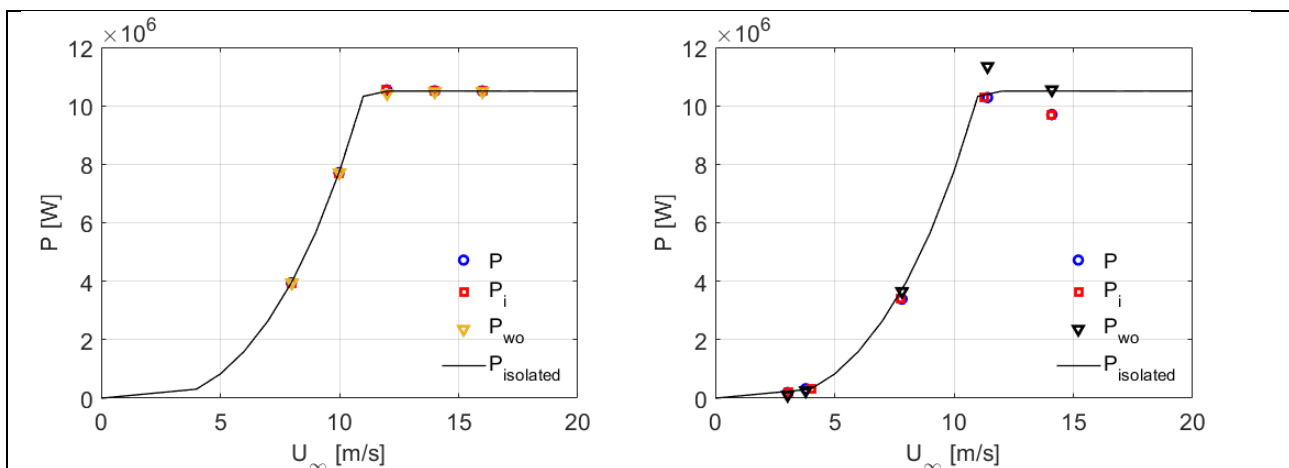 ×10⁶
12
10
8
6
4
2
0
P [W]
0 5 10 15 20
U∞ [m/s]
P
Pᵢ
P_wo
P_isolated
×10⁶
12
10
8
6
4
2
0
P [W]
0 5 10 15 20
U∞ [m/s]
P
Pᵢ
P_wo
P_isolated